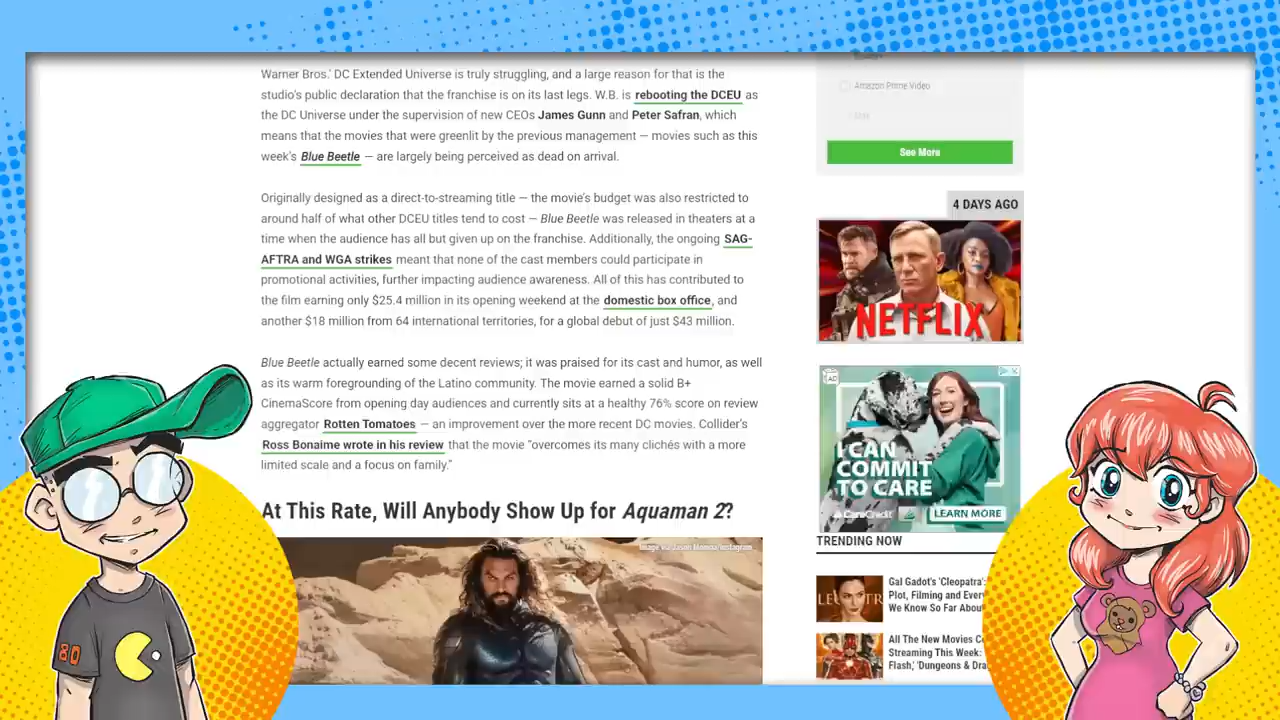 Warner Bros.' DC Extended Universe is truly struggling, and a large reason for that is the
studio's public declaration that the franchise is on its last legs. W.B. is rebooting the DCEU as
the DC Universe under the supervision of new CEOs James Gunn and Peter Safran, which
means that the movies that were greenlit by the previous management — movies such as this
week's Blue Beetle — are largely being perceived as dead on arrival.
Originally designed as a direct-to-streaming title — the movie's budget was also restricted to
around half of what other DCEU titles tend to cost — Blue Beetle was released in theaters at a
time when the audience has all but given up on the franchise. Additionally, the ongoing SAG-
AFTRA and WGA strikes meant that none of the cast members could participate in
promotional activities, further impacting audience awareness. All of this has contributed to
the film earning only $25.4 million in its opening weekend at the domestic box office, and
another $18 million from 64 international territories, for a global debut of just $43 million.
Blue Beetle actually earned some decent reviews; it was praised for its cast and humor, as well
as its warm foregrounding of the Latino community. The movie earned a solid B+
CinemaScore from opening day audiences and currently sits at a healthy 76% score on review
aggregator Rotten Tomatoes — an improvement over the more recent DC movies. Collider's
Ross Bonaime wrote in his review that the movie "overcomes its many clichés with a more
limited scale and a focus on family."
At This Rate, Will Anybody Show Up for Aquaman 2?
Image via Jason Momoa/Instagram
Amazon Prime Video
See More
4 DAYS AGO
NETFLIX
AD
I CAN
COMMIT
TO CARE
CareCredit
LEARN MORE
TRENDING NOW
Gal Gadot's 'Cleopatra':
Plot, Filming and Ever
We Know So Far Abou
All The New Movies C
Streaming This Week:
Flash,' 'Dungeons & Dra
80